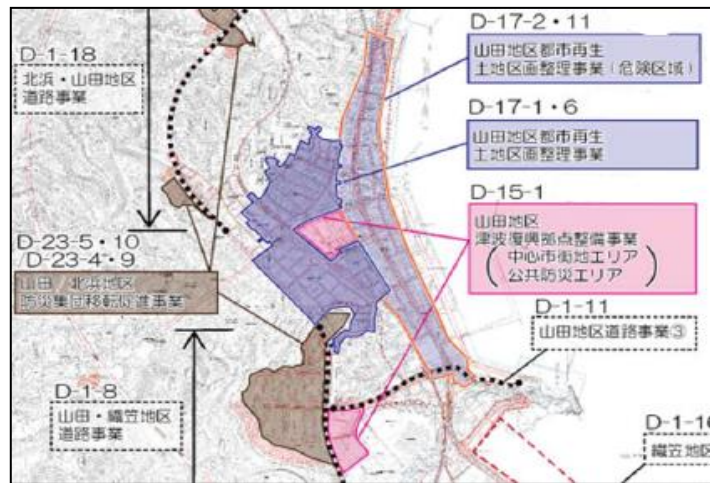 D-17-2・11
山田地区都市再生
土地区画整理事業(危険区域)
D-1-18
北浜・山田地区
道路事業
D-17-1・6
山田地区都市再生
土地区画整理事業
D-15-1
山田地区
津波復興拠点整備事業
(中心市街地エリア
公共防災エリア)
D-23-5・10
D-23-4・9
山田・北浜地区
防災集団移転促進事業
D-1-11
山田地区道路事業③
D-1-8
山田・織笠地区
道路事業
D-1-16
織笠地区